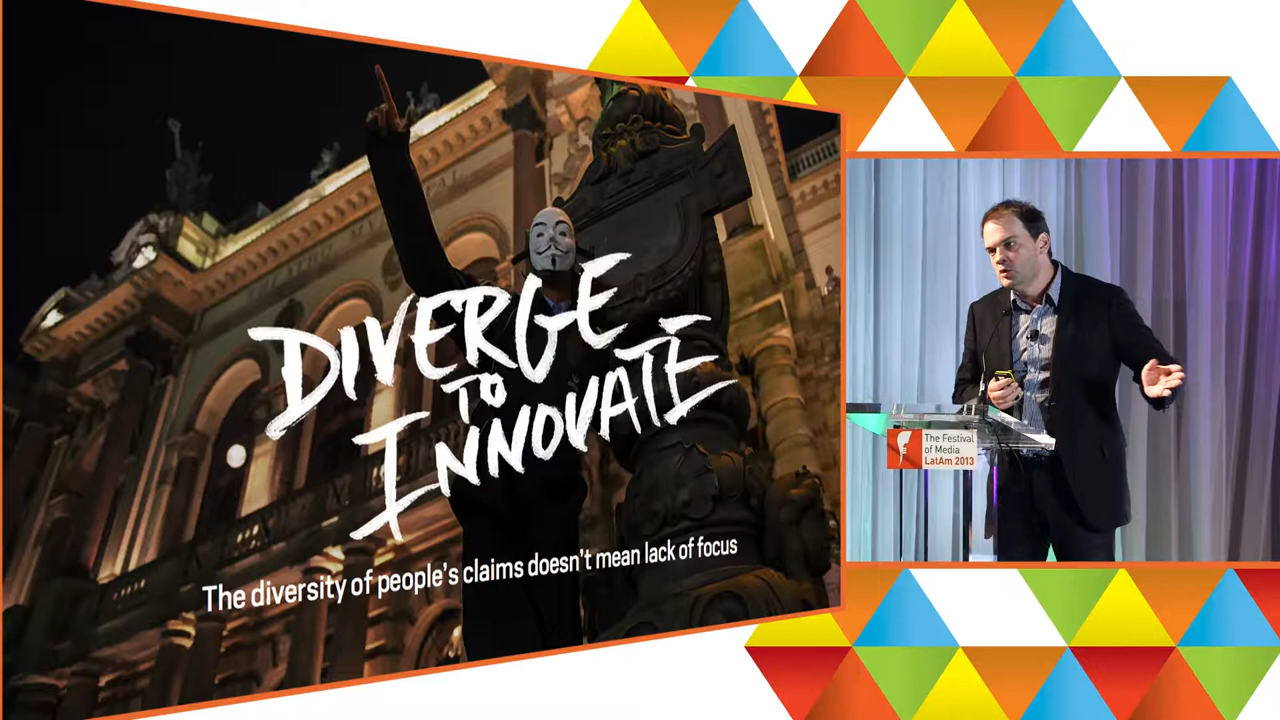 DIVERGE
TO
INNOVATE
The diversity of people's claims doesn't mean lack of focus
The Festival
of Media
LatAm 2013